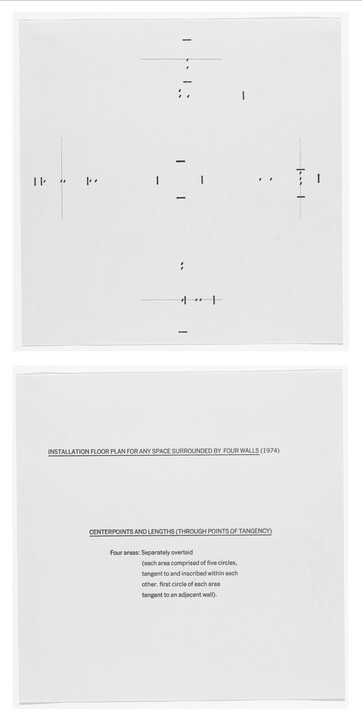 INSTALLATION FLOOR PLAN FOR ANY SPACE SURROUNDED BY FOUR WALLS (1974)
CENTERPOINTS AND LENGTHS (THROUGH POINTS OF TANGENCY)
Four areas: Separately overlaid
(each area comprised of five circles,
tangent to and inscribed within each
other, first circle of each area
tangent to an adjacent wall).